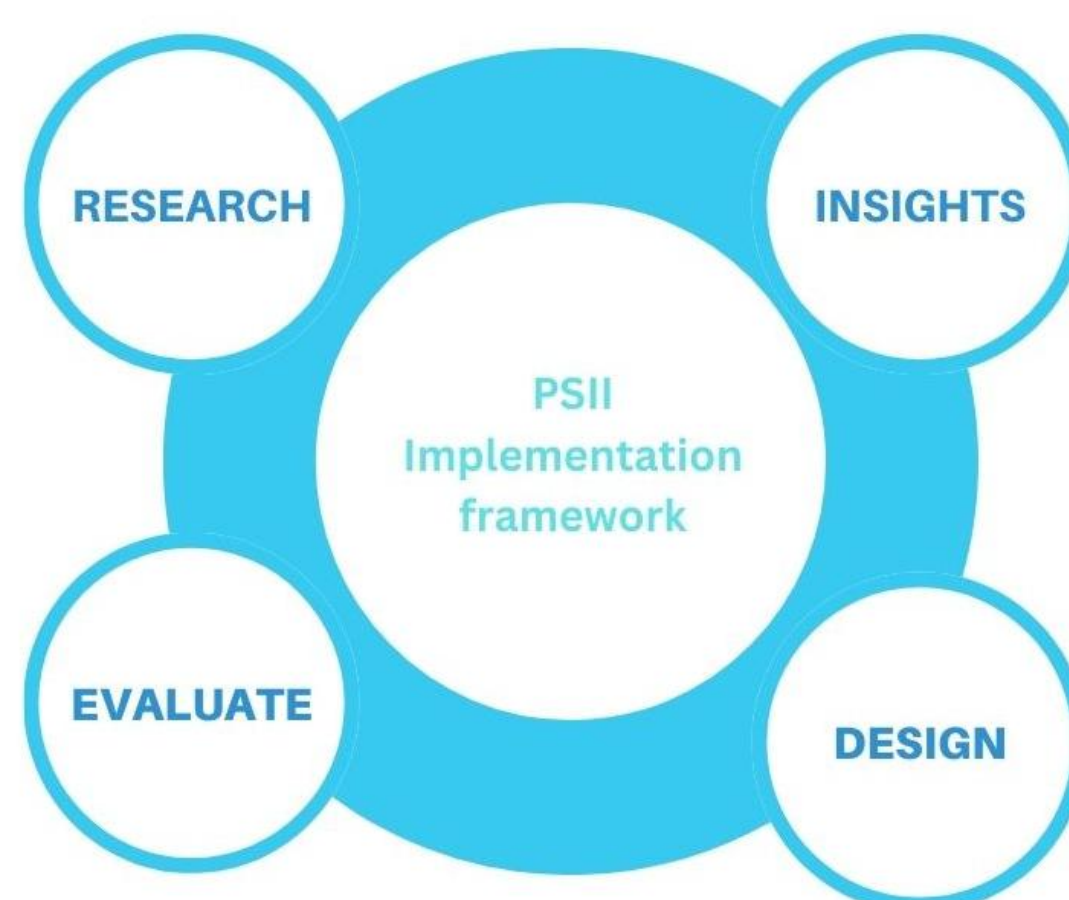 RESEARCH
INSIGHTS
PSII
Implementation
framework
EVALUATE
DESIGN